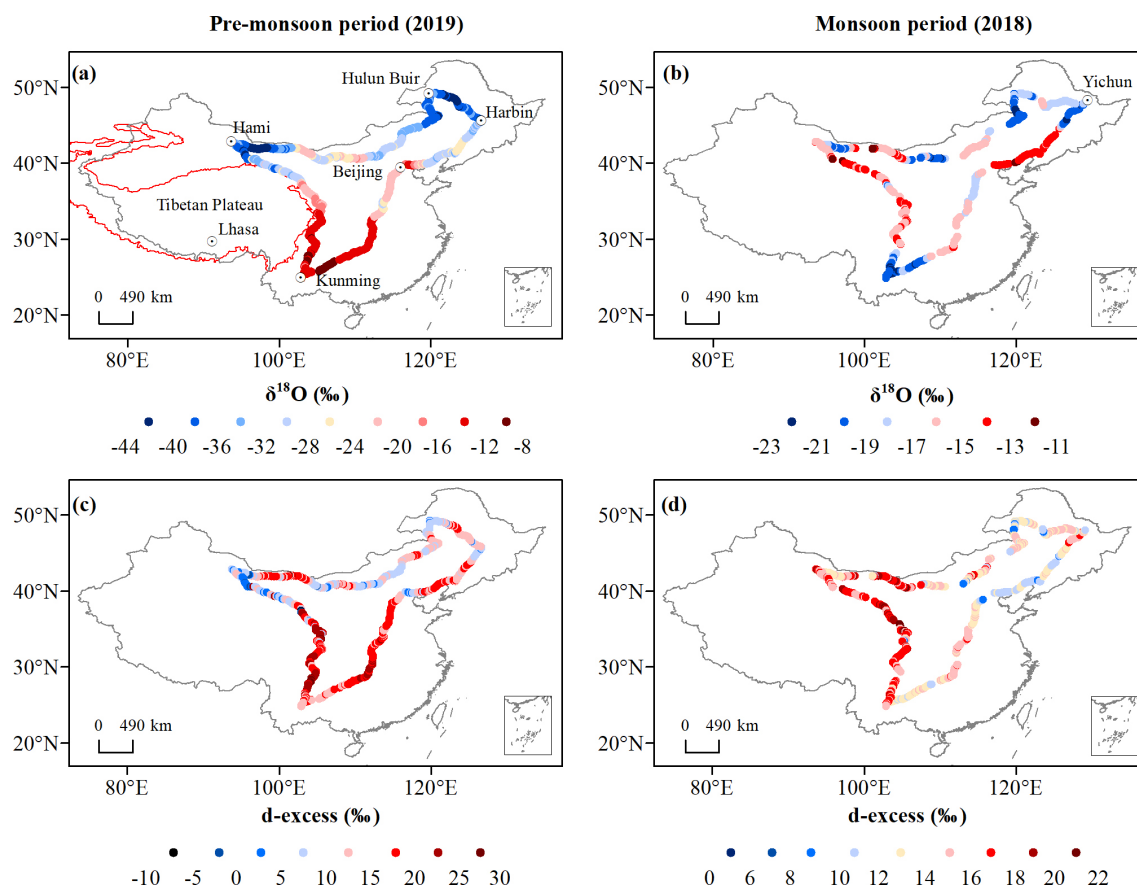 Pre-monsoon period (2019)
Monsoon period (2018)
(a)
Hulun Buir
Harbin
Hami
Beijing
Tibetan Plateau
Lhasa
Kunming
50°N
40°N
30°N
20°N
0 490 km
80°E 100°E 120°E
(b)
Yichun
50°N
40°N
30°N
20°N
0 490 km
80°E 100°E 120°E
δ18O (‰)
-44 -40 -36 -32 -28 -24 -20 -16 -12 -8
δ18O (‰)
-23 -21 -19 -17 -15 -13 -11
(c)
50°N
40°N
30°N
20°N
0 490 km
80°E 100°E 120°E
(d)
50°N
40°N
30°N
20°N
0 490 km
80°E 100°E 120°E
d-excess (‰)
-10 -5 0 5 10 15 20 25 30
d-excess (‰)
0 6 8 10 12 14 16 18 20 22